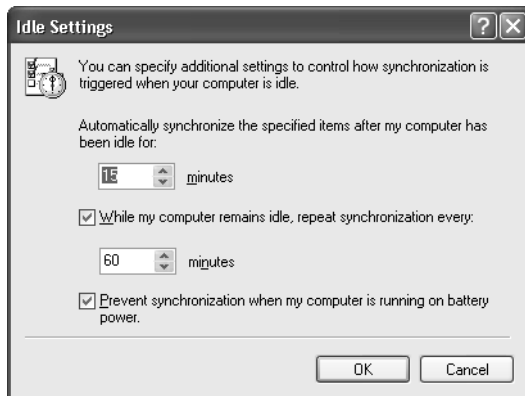 Idle Settings
You can specify additional settings to control how synchronization is
triggered when your computer is idle.
Automatically synchronize the specified items after my computer has
been idle for:
15 minutes
While my computer remains idle, repeat synchronization every:
60 minutes
Prevent synchronization when my computer is running on battery
power.
OK Cancel